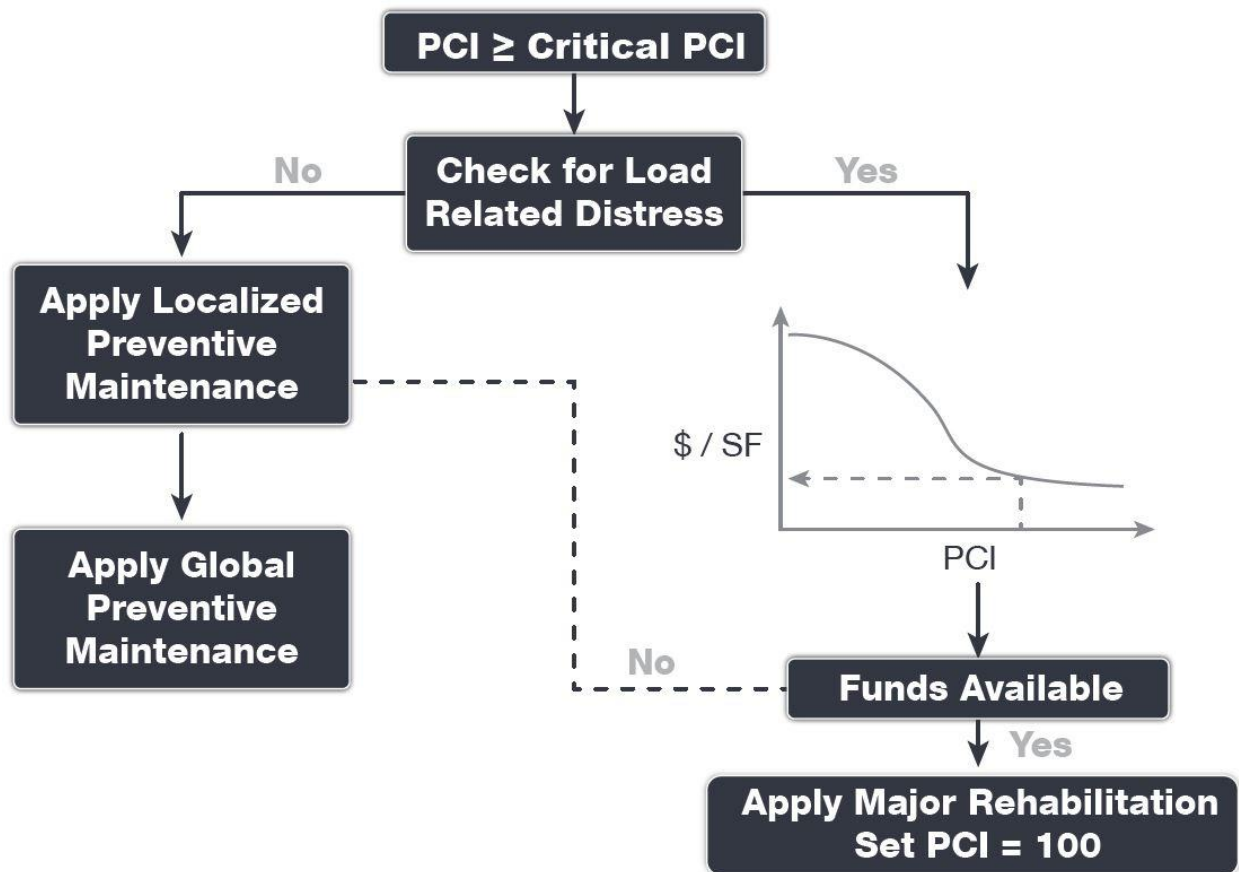 PCI ≥ Critical PCI
No
Check for Load
Related Distress
Yes
Apply Localized
Preventive
Maintenance
$ / SF
PCI
Apply Global
Preventive
Maintenance
No
Funds Available
Yes
Apply Major Rehabilitation
Set PCI = 100